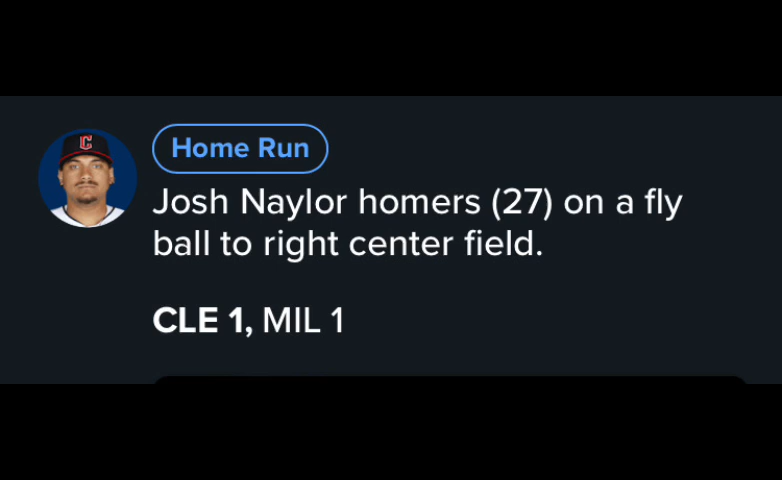 C
Home Run
Josh Naylor homers (27) on a fly
ball to right center field.
CLE 1, MIL 1